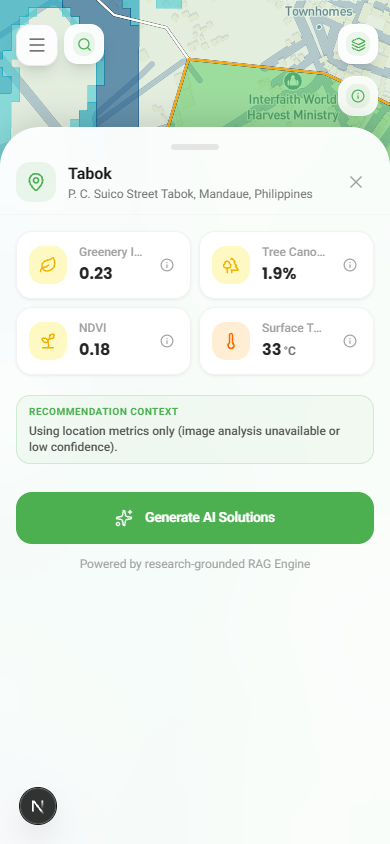 Townhomes
Interfaith World
Harvest Ministry
Tabok
P. C. Suico Street Tabok, Mandaue, Philippines
Greenery I...
0.23
Tree Cano...
1.9%
NDVI
0.18
Surface T...
33 °C
RECOMMENDATION CONTEXT
Using location metrics only (image analysis unavailable or
low confidence).
Generate AI Solutions
Powered by research-grounded RAG Engine
N